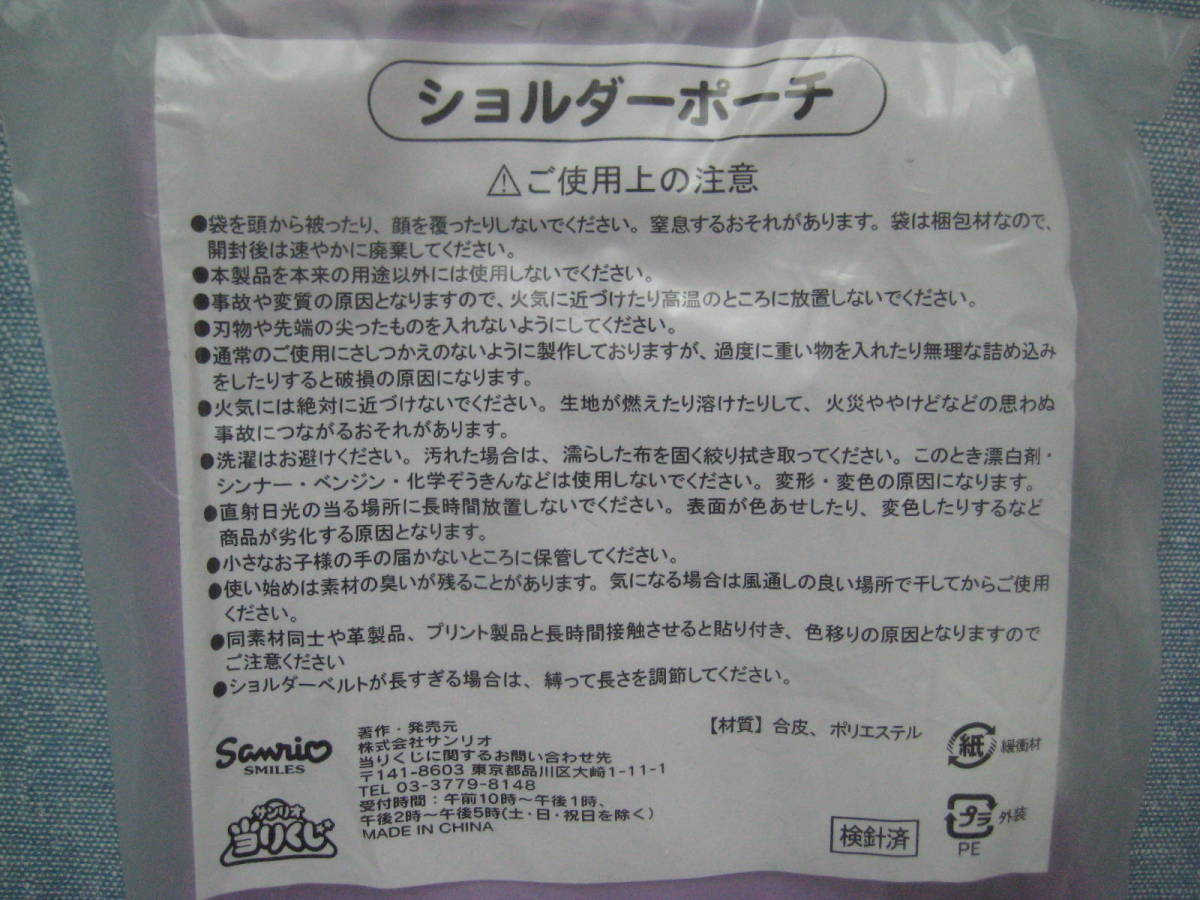 ショルダーポーチ
⚠ご使用上の注意
●袋を頭から被ったり、顔を覆ったりしないでください。窒息するおそれがあります。袋は梱包材なので、
開封後は速やかに廃棄してください。
●本製品を本来の用途以外には使用しないでください。
●事故や変質の原因となりますので、火気に近づけたり高温のところに放置しないでください。
●刃物や先端の尖ったものを入れないようにしてください。
●通常のご使用にさしつかえのないように製作しておりますが、過度に重い物を入れたり無理な詰め込み
をしたりすると破損の原因になります。
●火気には絶対に近づけないでください。生地が燃えたり溶けたりして、火災ややけどなどの思わぬ
事故につながるおそれがあります。
●洗濯はお避けください。汚れた場合は、濡らした布を固く絞り拭き取ってください。このとき漂白剤・
シンナー・ベンジン・化学ぞうきんなどは使用しないでください。変形・変色の原因になります。
●直射日光の当る場所に長時間放置しないでください。表面が色あせしたり、変色したりするなど
商品が劣化する原因となります。
●小さなお子様の手の届かないところに保管してください。
●使い始めは素材の臭いが残ることがあります。気になる場合は風通しの良い場所で干してからご使用
ください。
●同素材同士や革製品、プリント製品と長時間接触させると貼り付き、色移りの原因となりますので
ご注意ください
●ショルダーベルトが長すぎる場合は、縛って長さを調節してください。
Sanrio
SMILES
サンリオ
当りくじ
著作・発売元
株式会社サンリオ
当りくじに関するお問い合わせ先
〒141-8603 東京都品川区大崎1-11-1
TEL 03-3779-8148
受付時間：午前10時～午後1時、
午後2時～午後5時(土・日・祝日を除く)
MADE IN CHINA
【材質】合皮、ポリエステル
紙 緩衝材
検針済
プラ 外装
PE